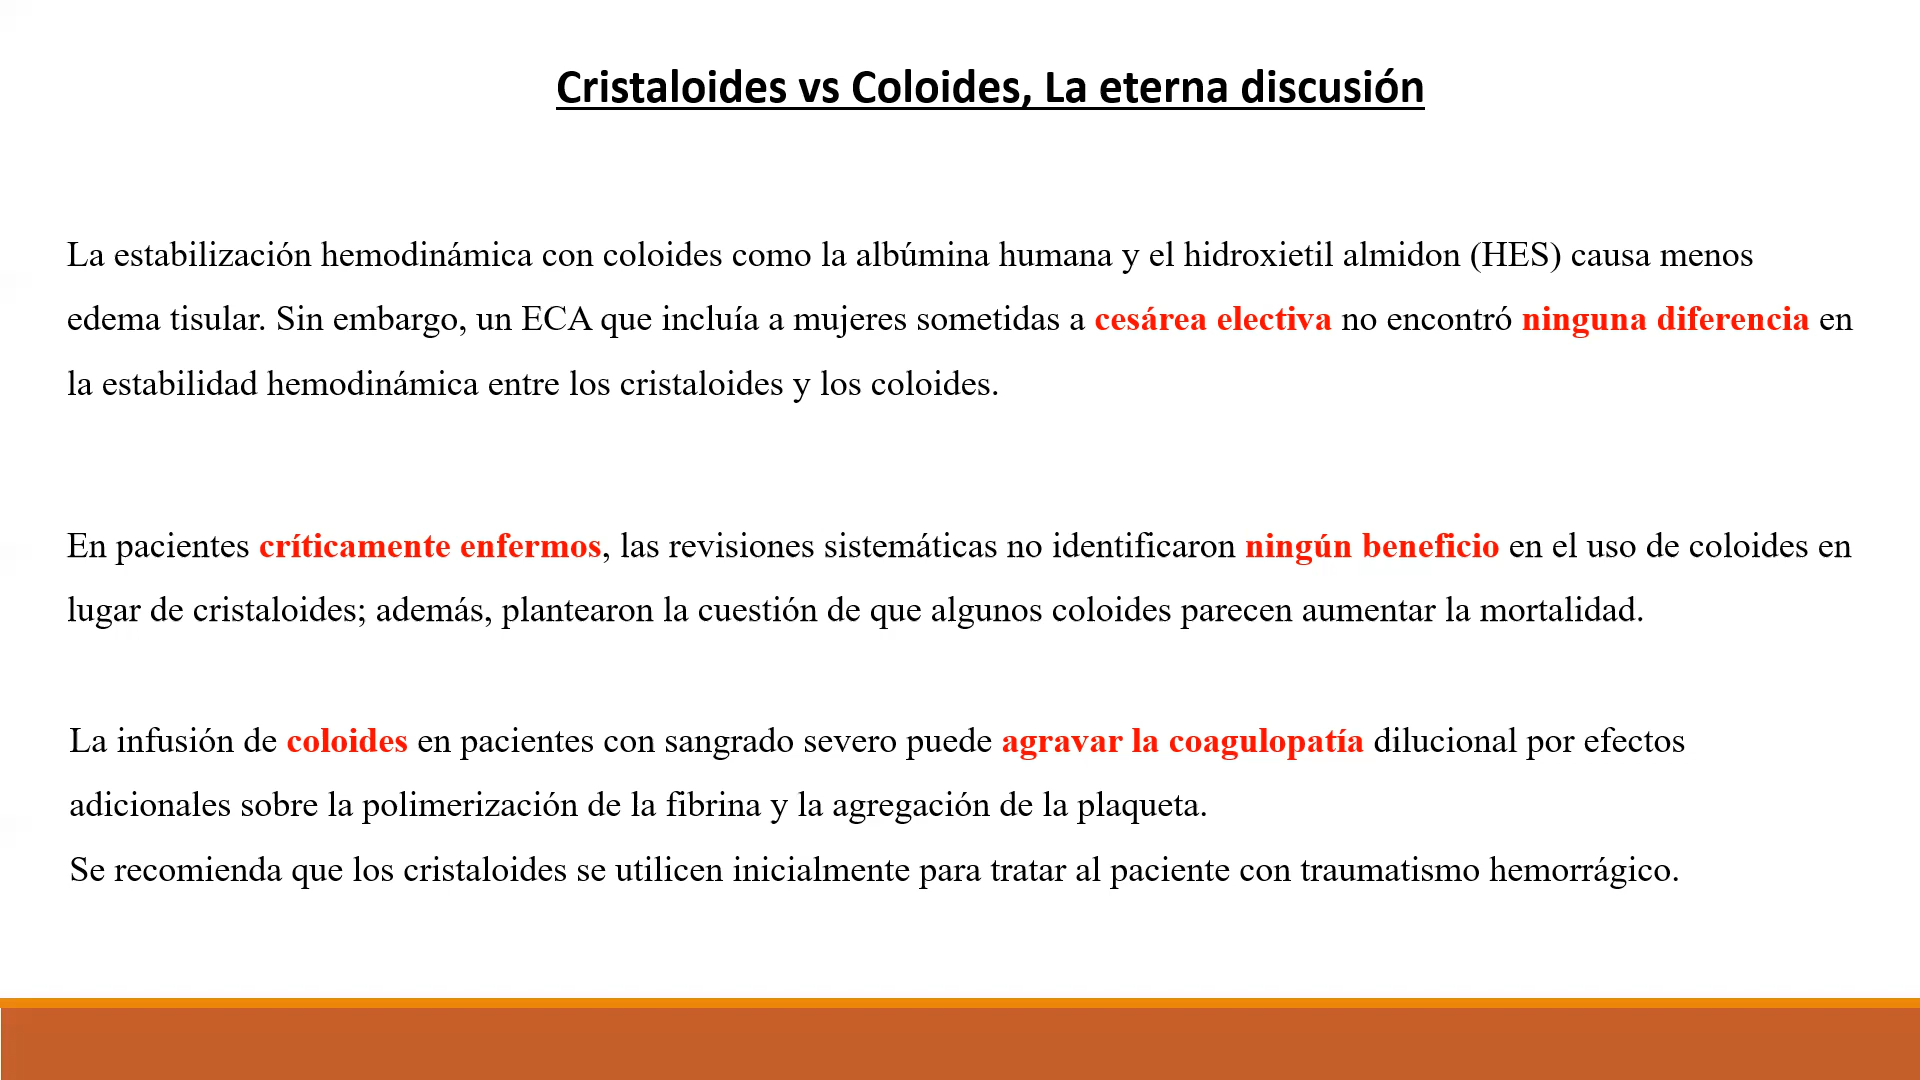 Cristaloides vs Coloides, La eterna discusión
La estabilización hemodinámica con coloides como la albúmina humana y el hidroxietil almidon (HES) causa menos
edema tisular. Sin embargo, un ECA que incluía a mujeres sometidas a cesárea electiva no encontró ninguna diferencia en
la estabilidad hemodinámica entre los cristaloides y los coloides.
En pacientes críticamente enfermos, las revisiones sistemáticas no identificaron ningún beneficio en el uso de coloides en
lugar de cristaloides; además, plantearon la cuestión de que algunos coloides parecen aumentar la mortalidad.
La infusión de coloides en pacientes con sangrado severo puede agravar la coagulopatía dilucional por efectos
adicionales sobre la polimerización de la fibrina y la agregación de la plaqueta.
Se recomienda que los cristaloides se utilicen inicialmente para tratar al paciente con traumatismo hemorrágico.